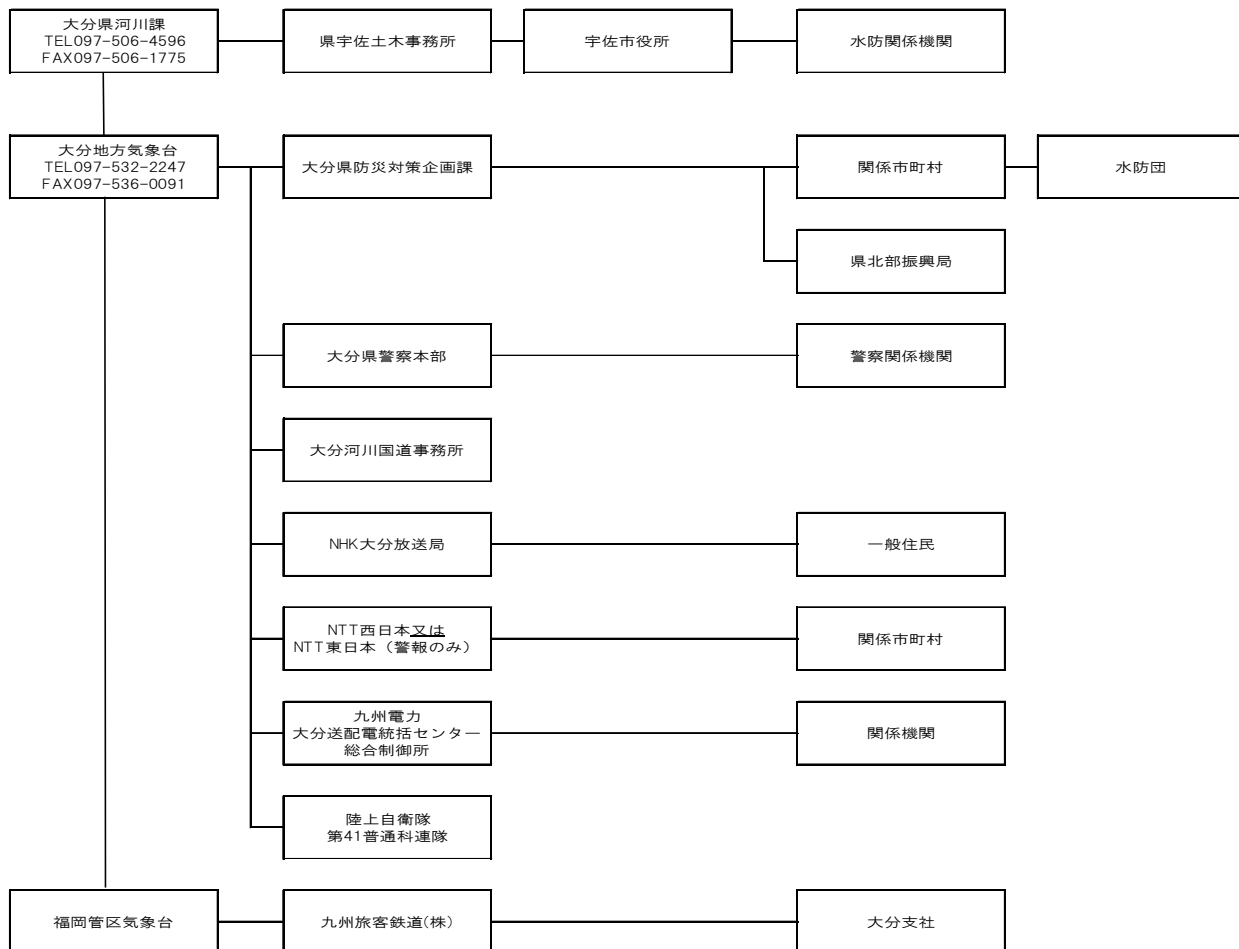 大分県河川課
TEL097-506-4596
FAX097-506-1775
県宇佐土木事務所
宇佐市役所
水防関係機関
大分地方気象台
TEL097-532-2247
FAX097-536-0091
大分県防災対策企画課
関係市町村
水防団
県北部振興局
大分県警察本部
警察関係機関
大分河川国道事務所
NHK大分放送局
一般住民
NTT西日本又は
NTT東日本（警報のみ）
関係市町村
九州電力
大分送配電統括センター
総合制御所
関係機関
陸上自衛隊
第41普通科連隊
福岡管区気象台
九州旅客鉄道(株)
大分支社